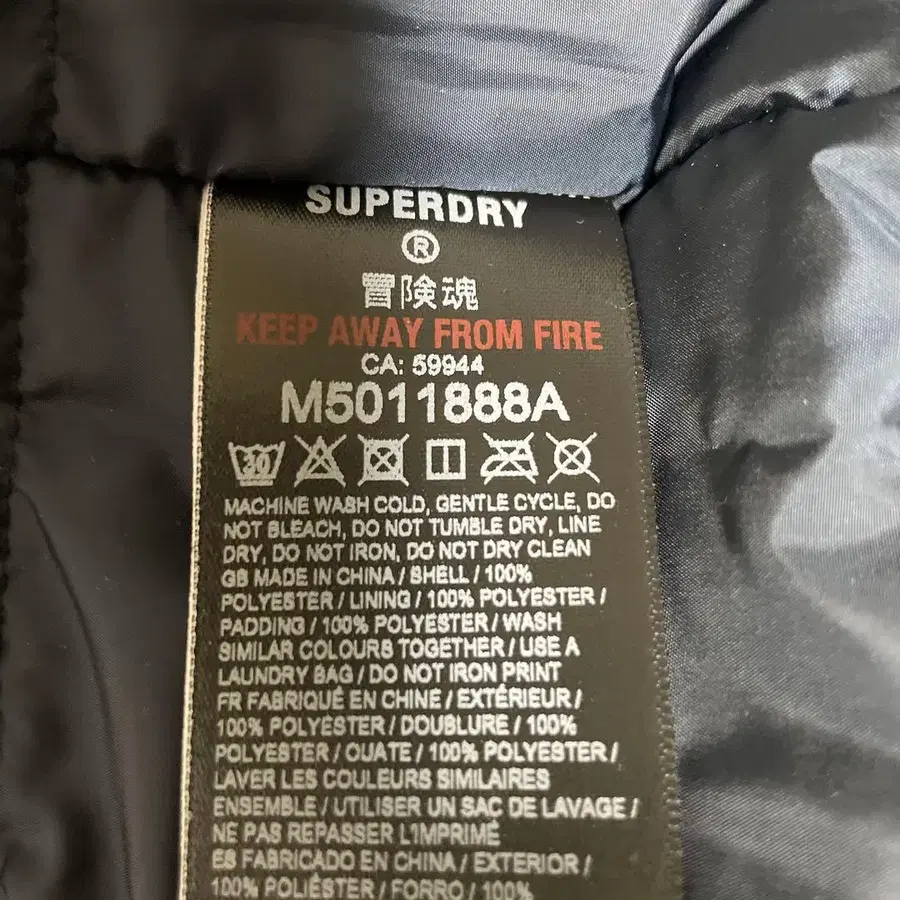 SUPERDRY
®
冒険魂
KEEP AWAY FROM FIRE
CA: 59944
M5011888A
30
MACHINE WASH COLD, GENTLE CYCLE, DO
NOT BLEACH, DO NOT TUMBLE DRY, LINE
DRY, DO NOT IRON, DO NOT DRY CLEAN
GB MADE IN CHINA / SHELL / 100%
POLYESTER / LINING / 100% POLYESTER /
PADDING / 100% POLYESTER / WASH
SIMILAR COLOURS TOGETHER / USE A
LAUNDRY BAG / DO NOT IRON PRINT
FR FABRIQUÉ EN CHINE / EXTÉRIEUR /
100% POLYESTER / DOUBLURE / 100%
POLYESTER / OUATE / 100% POLYESTER /
LAVER LES COULEURS SIMILAIRES
ENSEMBLE / UTILISER UN SAC DE LAVAGE /
NE PAS REPASSER L'IMPRIMÉ
ES FABRICADO EN CHINA / EXTERIOR /
100% POLIÉSTER / FORRO / 100%